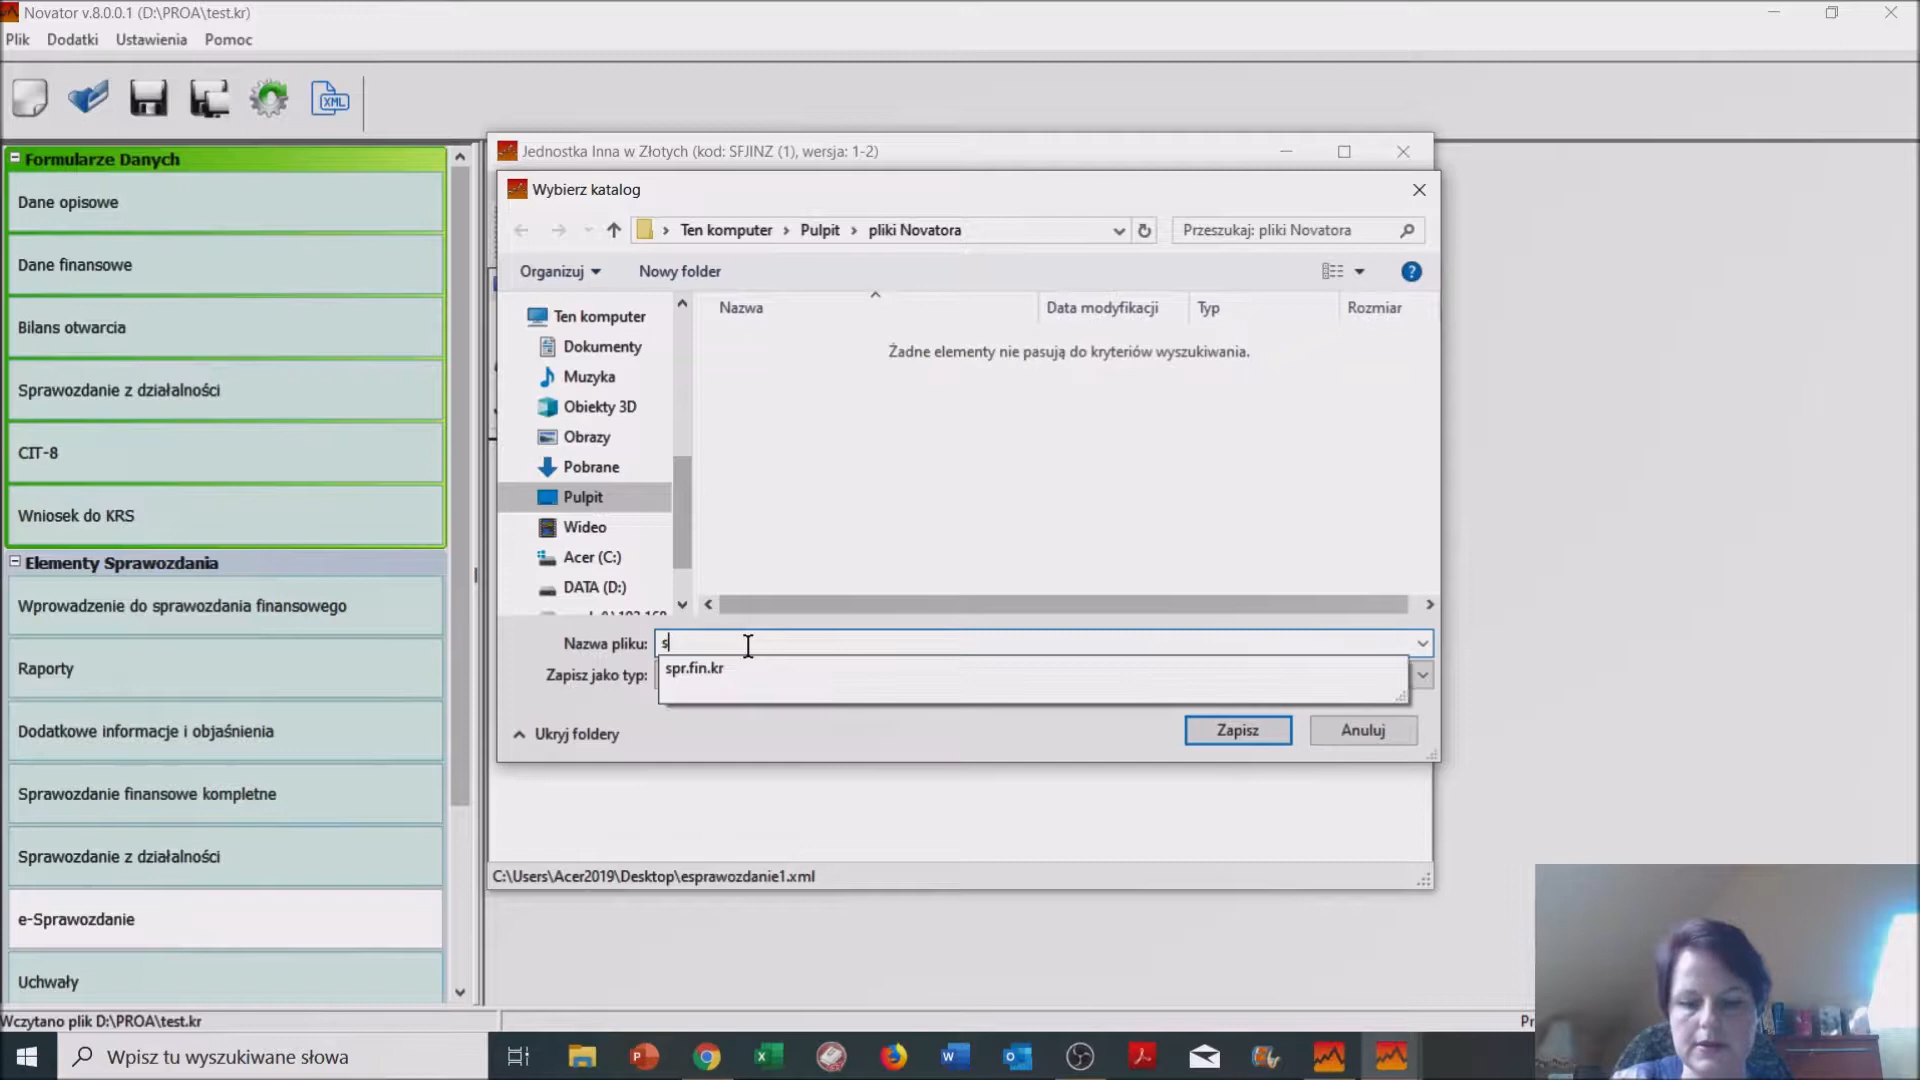 Novator v.8.0.0.1 (D:\PROA\test.kr)
Plik Dodatki Ustawienia Pomoc
XML
Formularze Danych
Dane opisowe
Dane finansowe
Bilans otwarcia
Sprawozdanie z działalności
CIT-8
Wniosek do KRS
Elementy Sprawozdania
Wprowadzenie do sprawozdania finansowego
Raporty
Dodatkowe informacje i objaśnienia
Sprawozdanie finansowe kompletne
Sprawozdanie z działalności
e-Sprawozdanie
Uchwały
Wczytano plik D:\PROA\test.kr
Jednostka Inna w Złotych (kod: SFJINZ (1), wersja: 1-2)
Wybierz katalog
Ten komputer Pulpit pliki Novatora
Przeszukaj: pliki Novatora
Organizuj Nowy folder
Nazwa Data modyfikacji Typ Rozmiar
Żadne elementy nie pasują do kryteriów wyszukiwania.
Ten komputer
Dokumenty
Muzyka
Obiekty 3D
Obrazy
Pobrane
Pulpit
Wideo
Acer (C:)
DATA (D:)
Nazwa pliku: s
spr.fin.kr
Zapisz jako typ:
Ukryj foldery
Zapisz Anuluj
C:\Users\Acer2019\Desktop\esprawozdanie1.xml
Wpisz tu wyszukiwane słowa